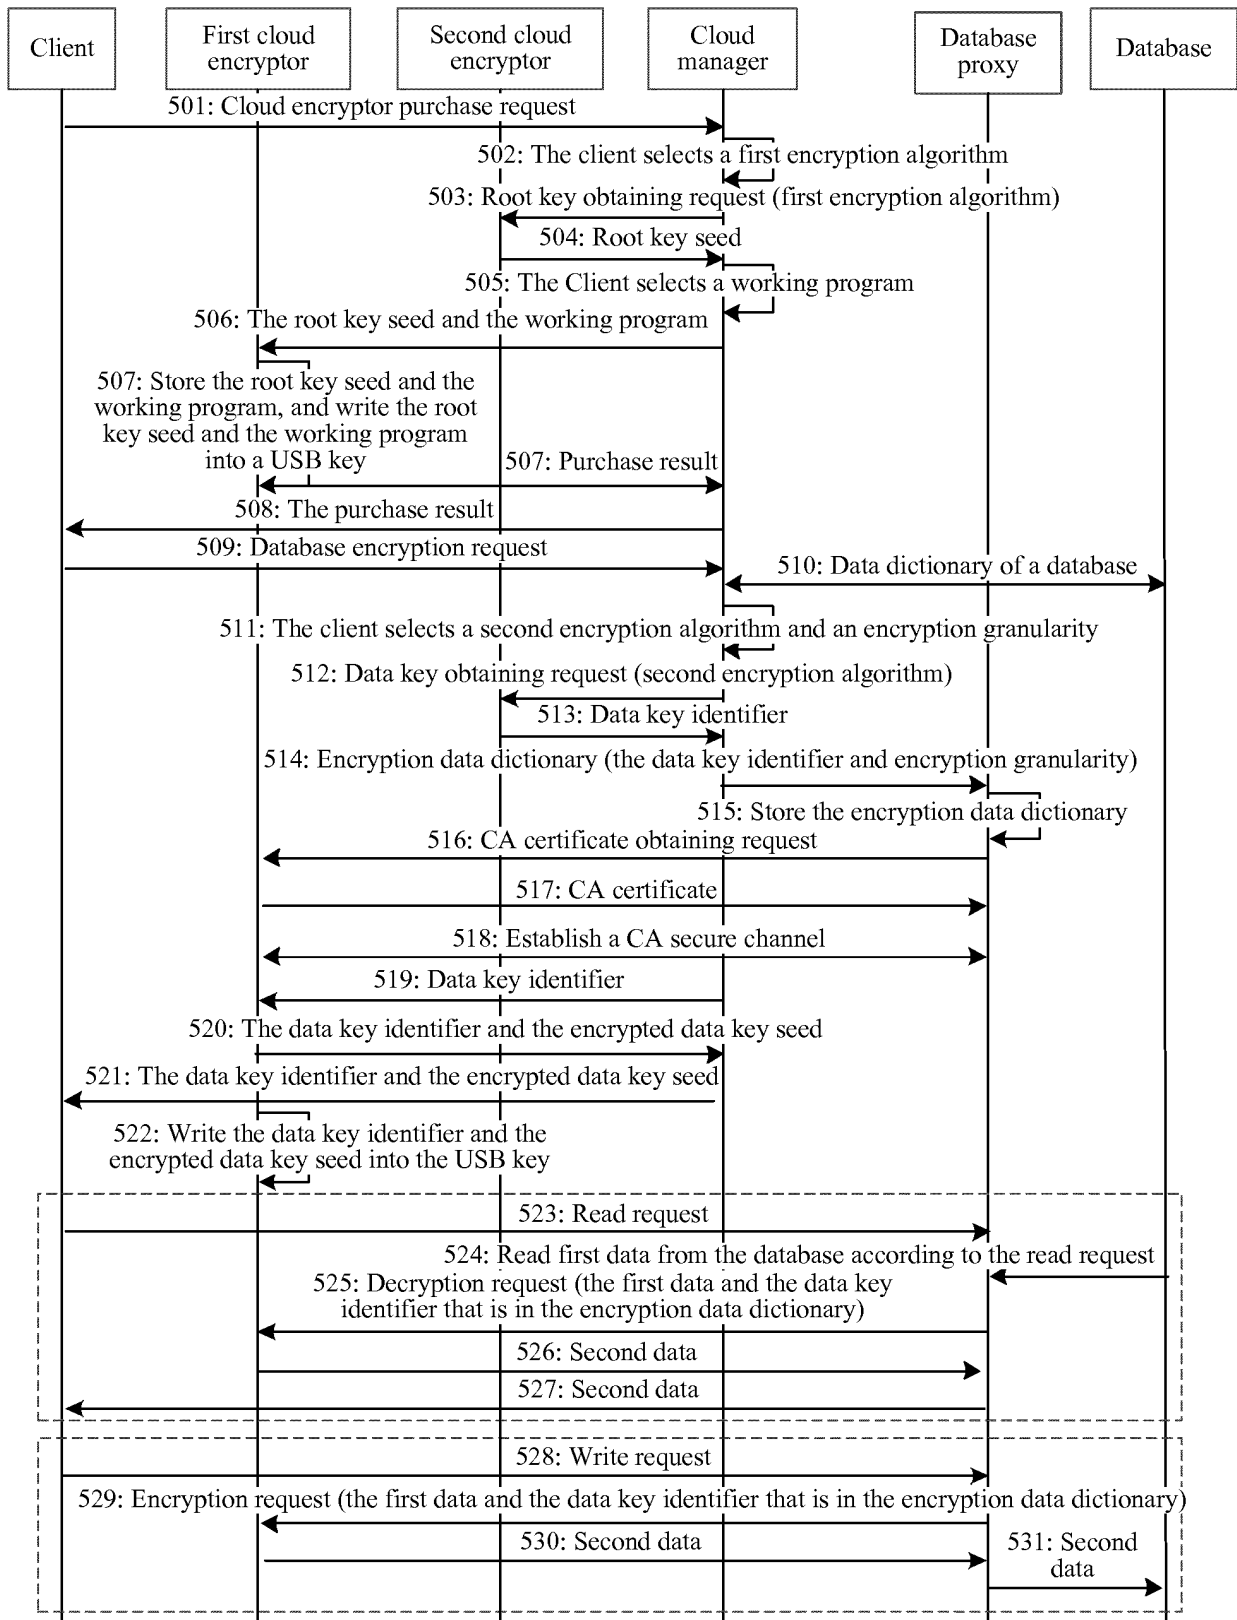 Client
First cloud
encryptor
Second cloud
encryptor
Cloud
manager
Database
proxy
Database
501: Cloud encryptor purchase request
502: The client selects a first encryption algorithm
503: Root key obtaining request (first encryption algorithm)
504: Root key seed
505: The Client selects a working program
506: The root key seed and the working program
507: Store the root key seed and the
working program, and write the root
key seed and the working program
into a USB key
507: Purchase result
508: The purchase result
509: Database encryption request
510: Data dictionary of a database
511: The client selects a second encryption algorithm and an encryption granularity
512: Data key obtaining request (second encryption algorithm)
513: Data key identifier
514: Encryption data dictionary (the data key identifier and encryption granularity)
515: Store the encryption data dictionary
516: CA certificate obtaining request
517: CA certificate
518: Establish a CA secure channel
519: Data key identifier
520: The data key identifier and the encrypted data key seed
521: The data key identifier and the encrypted data key seed
522: Write the data key identifier and the
encrypted data key seed into the USB key
523: Read request
524: Read first data from the database according to the read request
525: Decryption request (the first data and the data key
identifier that is in the encryption data dictionary)
526: Second data
527: Second data
528: Write request
529: Encryption request (the first data and the data key identifier that is in the encryption data dictionary)
530: Second data
531: Second
data